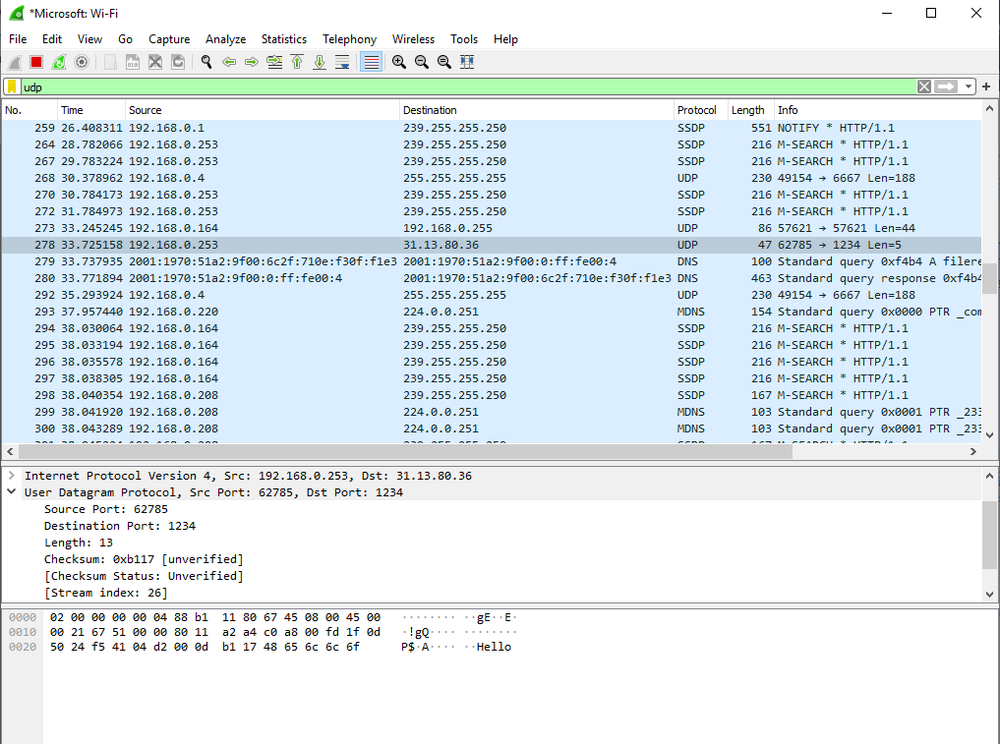 *Microsoft: Wi-Fi
File Edit View Go Capture Analyze Statistics Telephony Wireless Tools Help
udp
No. Time Source Destination Protocol Length Info
259 26.408311 192.168.0.1 239.255.255.250 SSDP 551 NOTIFY * HTTP/1.1
264 28.782066 192.168.0.253 239.255.255.250 SSDP 216 M-SEARCH * HTTP/1.1
267 29.783224 192.168.0.253 239.255.255.250 SSDP 216 M-SEARCH * HTTP/1.1
268 30.378962 192.168.0.4 255.255.255.255 UDP 230 49154 → 6667 Len=188
270 30.784173 192.168.0.253 239.255.255.250 SSDP 216 M-SEARCH * HTTP/1.1
272 31.784973 192.168.0.253 239.255.255.250 SSDP 216 M-SEARCH * HTTP/1.1
273 33.245245 192.168.0.164 192.168.0.255 UDP 86 57621 → 57621 Len=44
278 33.725158 192.168.0.253 31.13.80.36 UDP 47 62785 → 1234 Len=5
279 33.737935 2001:1970:51a2:9f00:6c2f:710e:f30f:f1e3 2001:1970:51a2:9f00:0:ff:fe00:4 DNS 100 Standard query 0xf4b4 A filere
280 33.771894 2001:1970:51a2:9f00:0:ff:fe00:4 2001:1970:51a2:9f00:6c2f:710e:f30f:f1e3 DNS 463 Standard query response 0xf4b4
292 35.293924 192.168.0.4 255.255.255.255 UDP 230 49154 → 6667 Len=188
293 37.957440 192.168.0.220 224.0.0.251 MDNS 154 Standard query 0x0000 PTR _com
294 38.030064 192.168.0.164 239.255.255.250 SSDP 216 M-SEARCH * HTTP/1.1
295 38.033194 192.168.0.164 239.255.255.250 SSDP 216 M-SEARCH * HTTP/1.1
296 38.035578 192.168.0.164 239.255.255.250 SSDP 216 M-SEARCH * HTTP/1.1
297 38.038305 192.168.0.164 239.255.255.250 SSDP 216 M-SEARCH * HTTP/1.1
298 38.040354 192.168.0.208 239.255.255.250 SSDP 167 M-SEARCH * HTTP/1.1
299 38.041920 192.168.0.208 224.0.0.251 MDNS 103 Standard query 0x0001 PTR _233
300 38.043289 192.168.0.208 224.0.0.251 MDNS 103 Standard query 0x0001 PTR _233
Internet Protocol Version 4, Src: 192.168.0.253, Dst: 31.13.80.36
User Datagram Protocol, Src Port: 62785, Dst Port: 1234
Source Port: 62785
Destination Port: 1234
Length: 13
Checksum: 0xb117 [unverified]
[Checksum Status: Unverified]
[Stream index: 26]
0000 02 00 00 00 00 04 88 b1 11 80 67 45 08 00 45 00 ········ ··gE··E·
0010 00 21 67 51 00 00 80 11 a2 a4 c0 a8 00 fd 1f 0d ·!gQ···· ········
0020 50 24 f5 41 04 d2 00 0d b1 17 48 65 6c 6c 6f P$·A···· ··Hello